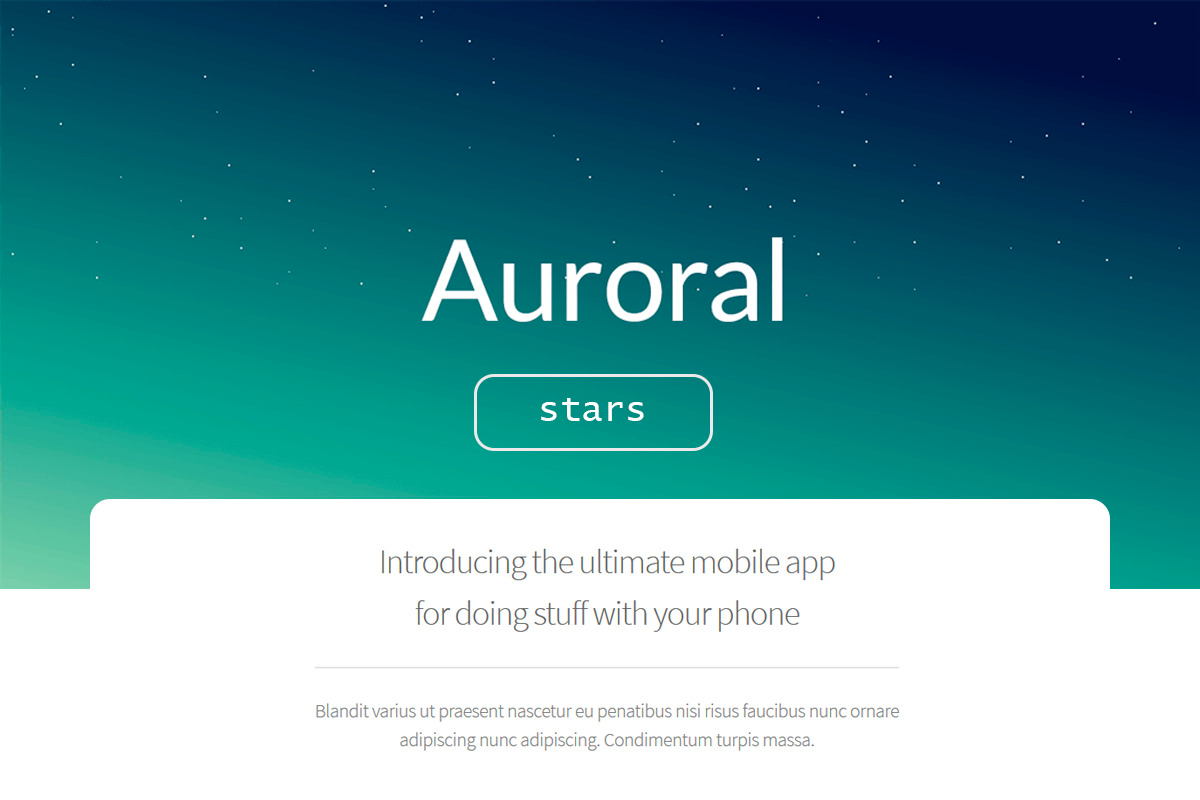 Auroral
stars
Introducing the ultimate mobile app
for doing stuff with your phone
Blandit varius ut praesent nascetur eu penatibus nisi risus faucibus nunc ornare
adipiscing nunc adipiscing. Condimentum turpis massa.